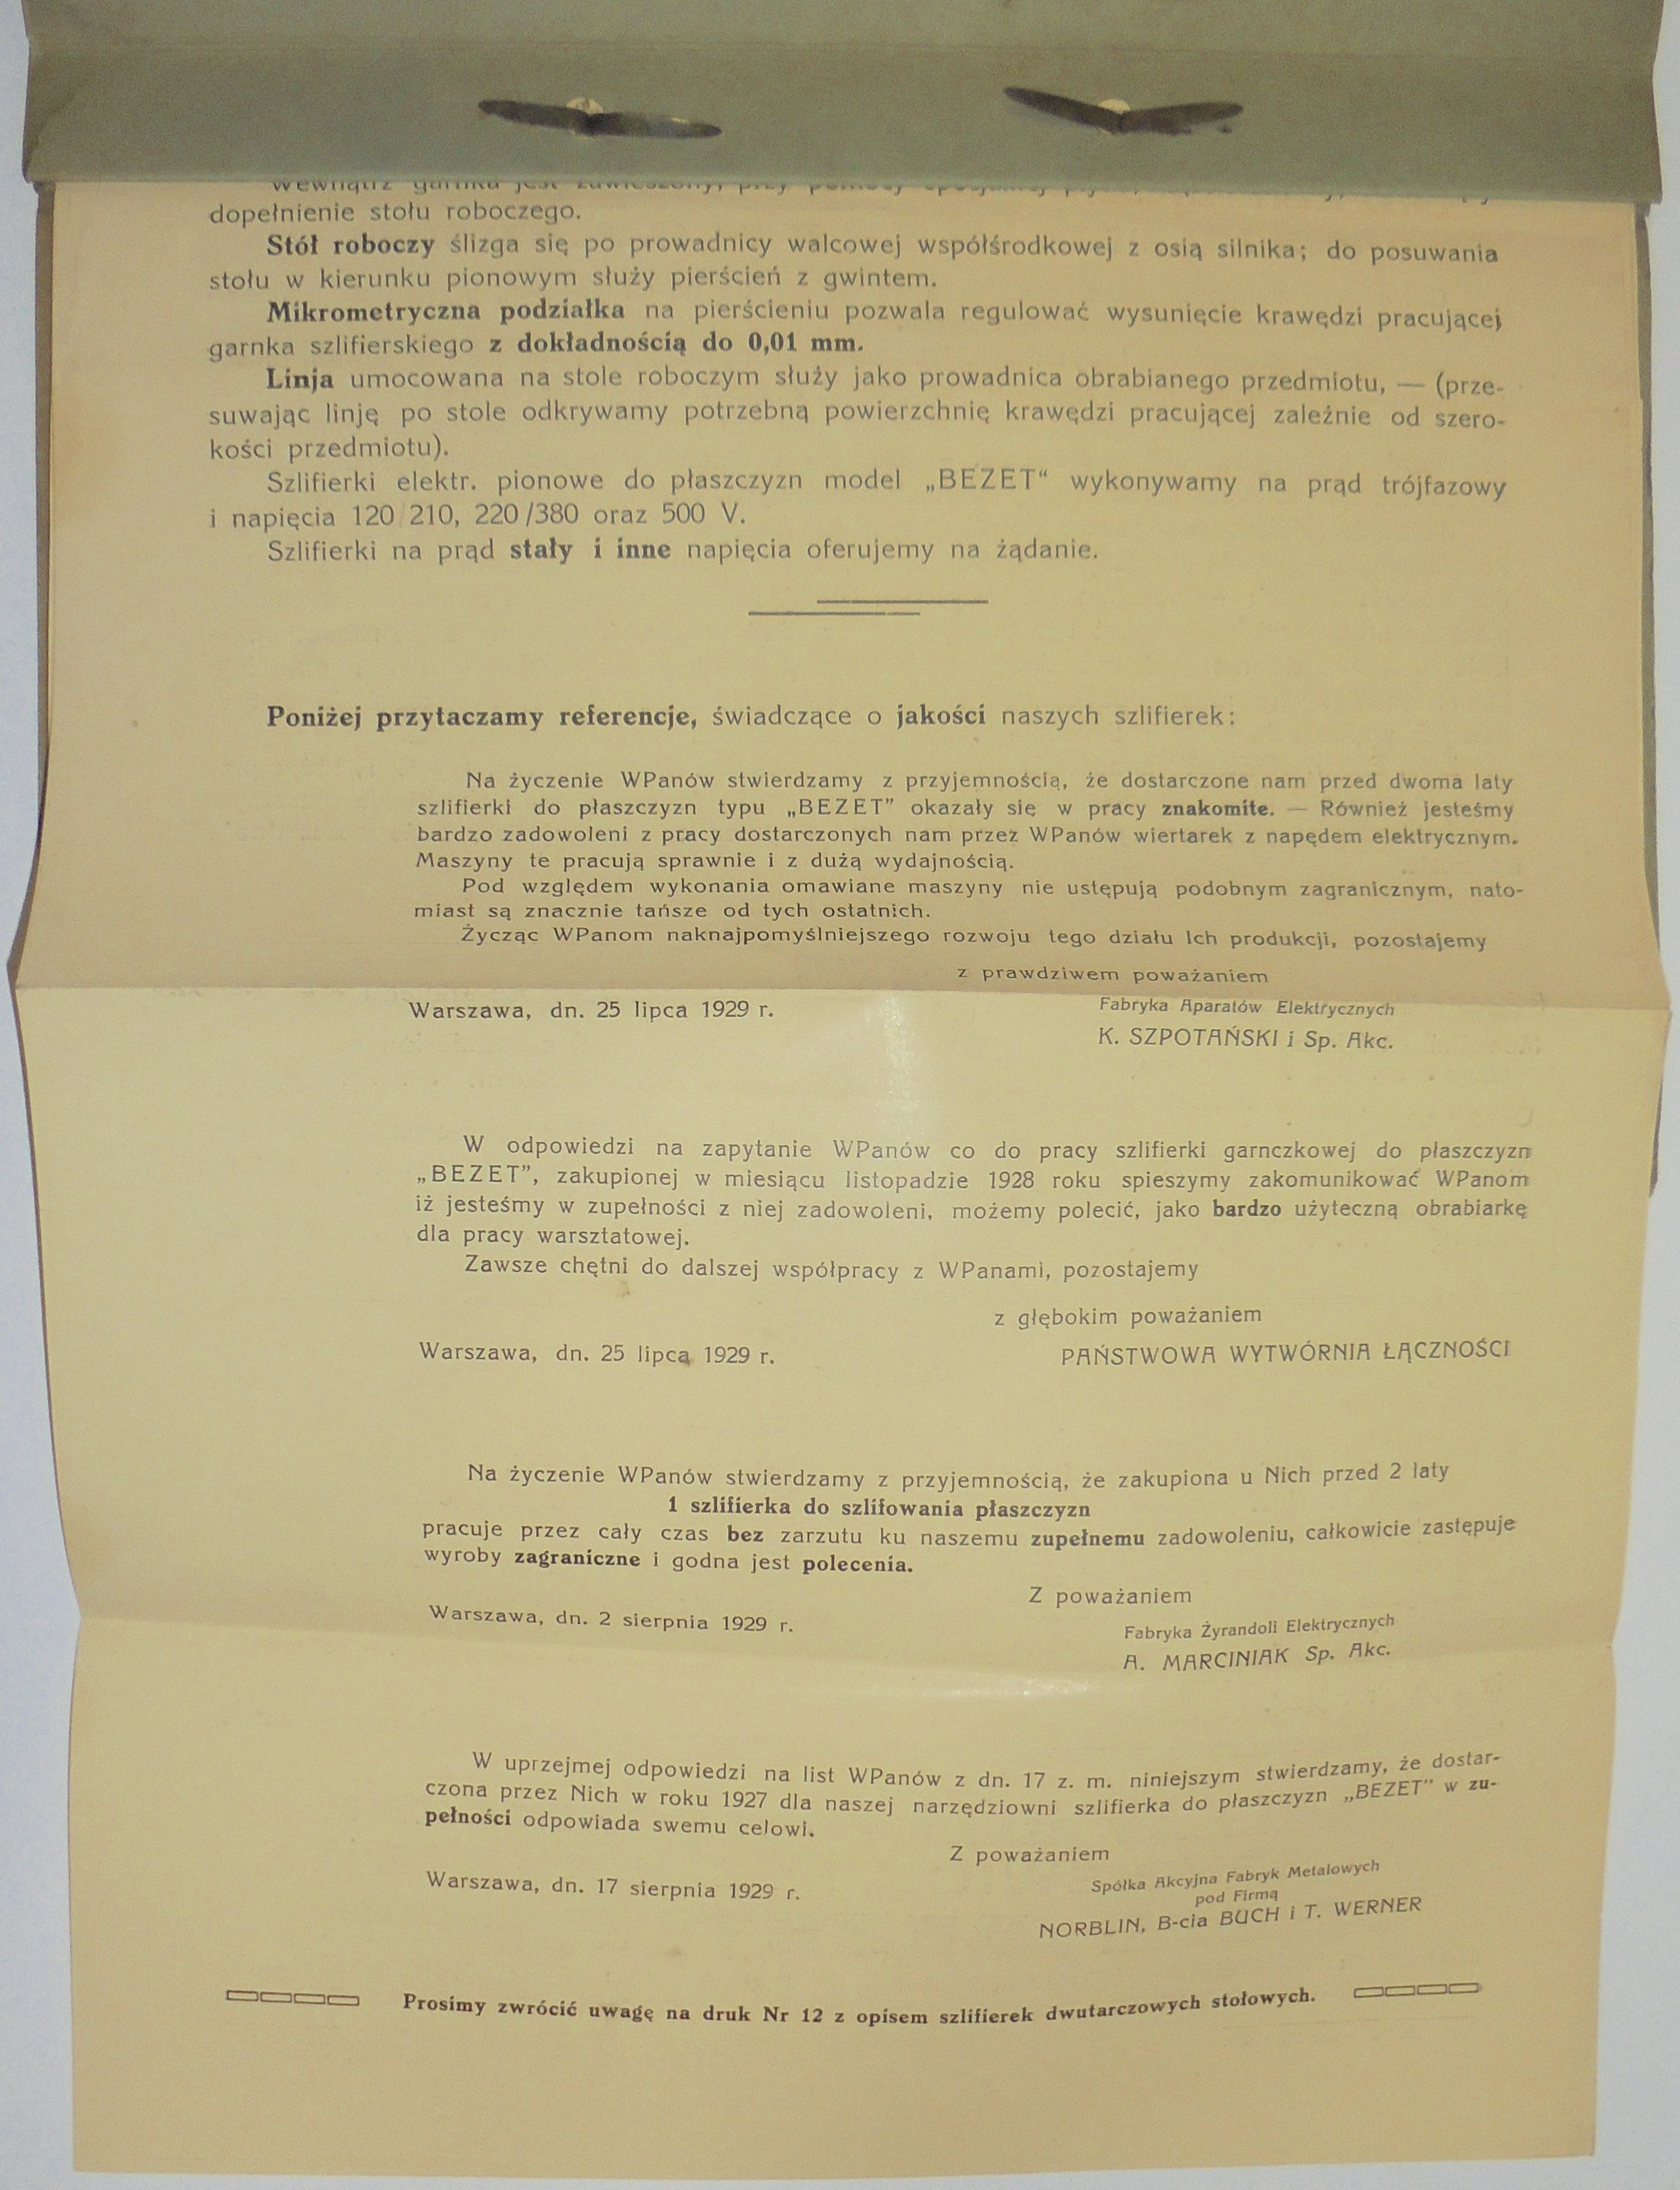 Wewnątrz garnka jest zawieszony, przy pomocy
dopełnienie stołu roboczego.
Stół roboczy ślizga się po prowadnicy walcowej współśrodkowej z osią silnika; do posuwania
stołu w kierunku pionowym służy pierścień z gwintem.
Mikrometryczna podziałka na pierścieniu pozwala regulować wysunięcie krawędzi pracującej
garnka szlifierskiego z dokładnością do 0,01 mm.
Linja umocowana na stole roboczym służy jako prowadnica obrabianego przedmiotu, — (prze-
suwając linję po stole odkrywamy potrzebną powierzchnię krawędzi pracującej zależnie od szero-
kości przedmiotu).
Szlifierki elektr. pionowe do płaszczyzn model „BEZET“ wykonywamy na prąd trójfazowy
i napięcia 120/210, 220/380 oraz 500 V.
Szlifierki na prąd stały i inne napięcia oferujemy na żądanie.
Poniżej przytaczamy referencje, świadczące o jakości naszych szlifierek:
Na życzenie WPanów stwierdzamy z przyjemnością, że dostarczone nam przed dwoma laty
szlifierki do płaszczyzn typu „BEZET” okazały się w pracy znakomite. — Również jesteśmy
bardzo zadowoleni z pracy dostarczonych nam przez WPanów wiertarek z napędem elektrycznym.
Maszyny te pracują sprawnie i z dużą wydajnością.
Pod względem wykonania omawiane maszyny nie ustępują podobnym zagranicznym, nato-
miast są znacznie tańsze od tych ostatnich.
Życząc WPanom naknajpomyślniejszego rozwoju tego działu Ich produkcji, pozostajemy
z prawdziwem poważaniem
Warszawa, dn. 25 lipca 1929 r.
Fabryka Aparatów Elektrycznych
K. SZPOTAŃSKI i Sp. Akc.
W odpowiedzi na zapytanie WPanów co do pracy szlifierki garnczkowej do płaszczyzn
„BEZET”, zakupionej w miesiącu listopadzie 1928 roku spieszymy zakomunikować WPanom
iż jesteśmy w zupełności z niej zadowoleni, możemy polecić, jako bardzo użyteczną obrabiarkę
dla pracy warsztatowej.
Zawsze chętni do dalszej współpracy z WPanami, pozostajemy
z głębokim poważaniem
Warszawa, dn. 25 lipca 1929 r.
PAŃSTWOWA WYTWÓRNIA ŁĄCZNOŚCI
Na życzenie WPanów stwierdzamy z przyjemnością, że zakupiona u Nich przed 2 laty
1 szlifierka do szlifowania płaszczyzn
pracuje przez cały czas bez zarzutu ku naszemu zupełnemu zadowoleniu, całkowicie zastępuje
wyroby zagraniczne i godna jest polecenia.
Z poważaniem
Warszawa, dn. 2 sierpnia 1929 r.
Fabryka Żyrandoli Elektrycznych
A. MARCINIAK Sp. Akc.
W uprzejmej odpowiedzi na list WPanów z dn. 17 z. m. niniejszym stwierdzamy, że dostar-
czona przez Nich w roku 1927 dla naszej narzędziowni szlifierka do płaszczyzn „BEZET” w zu-
pełności odpowiada swemu celowi.
Z poważaniem
Warszawa, dn. 17 sierpnia 1929 r.
Spółka Akcyjna Fabryk Metalowych
pod Firmą
NORBLIN, B-cia BUCH i T. WERNER
Prosimy zwrócić uwagę na druk Nr 12 z opisem szlifierek dwutarczowych stołowych.